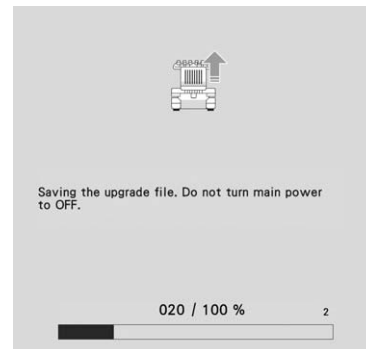 Saving the upgrade file. Do not turn main power
to OFF.
020 / 100 %
2